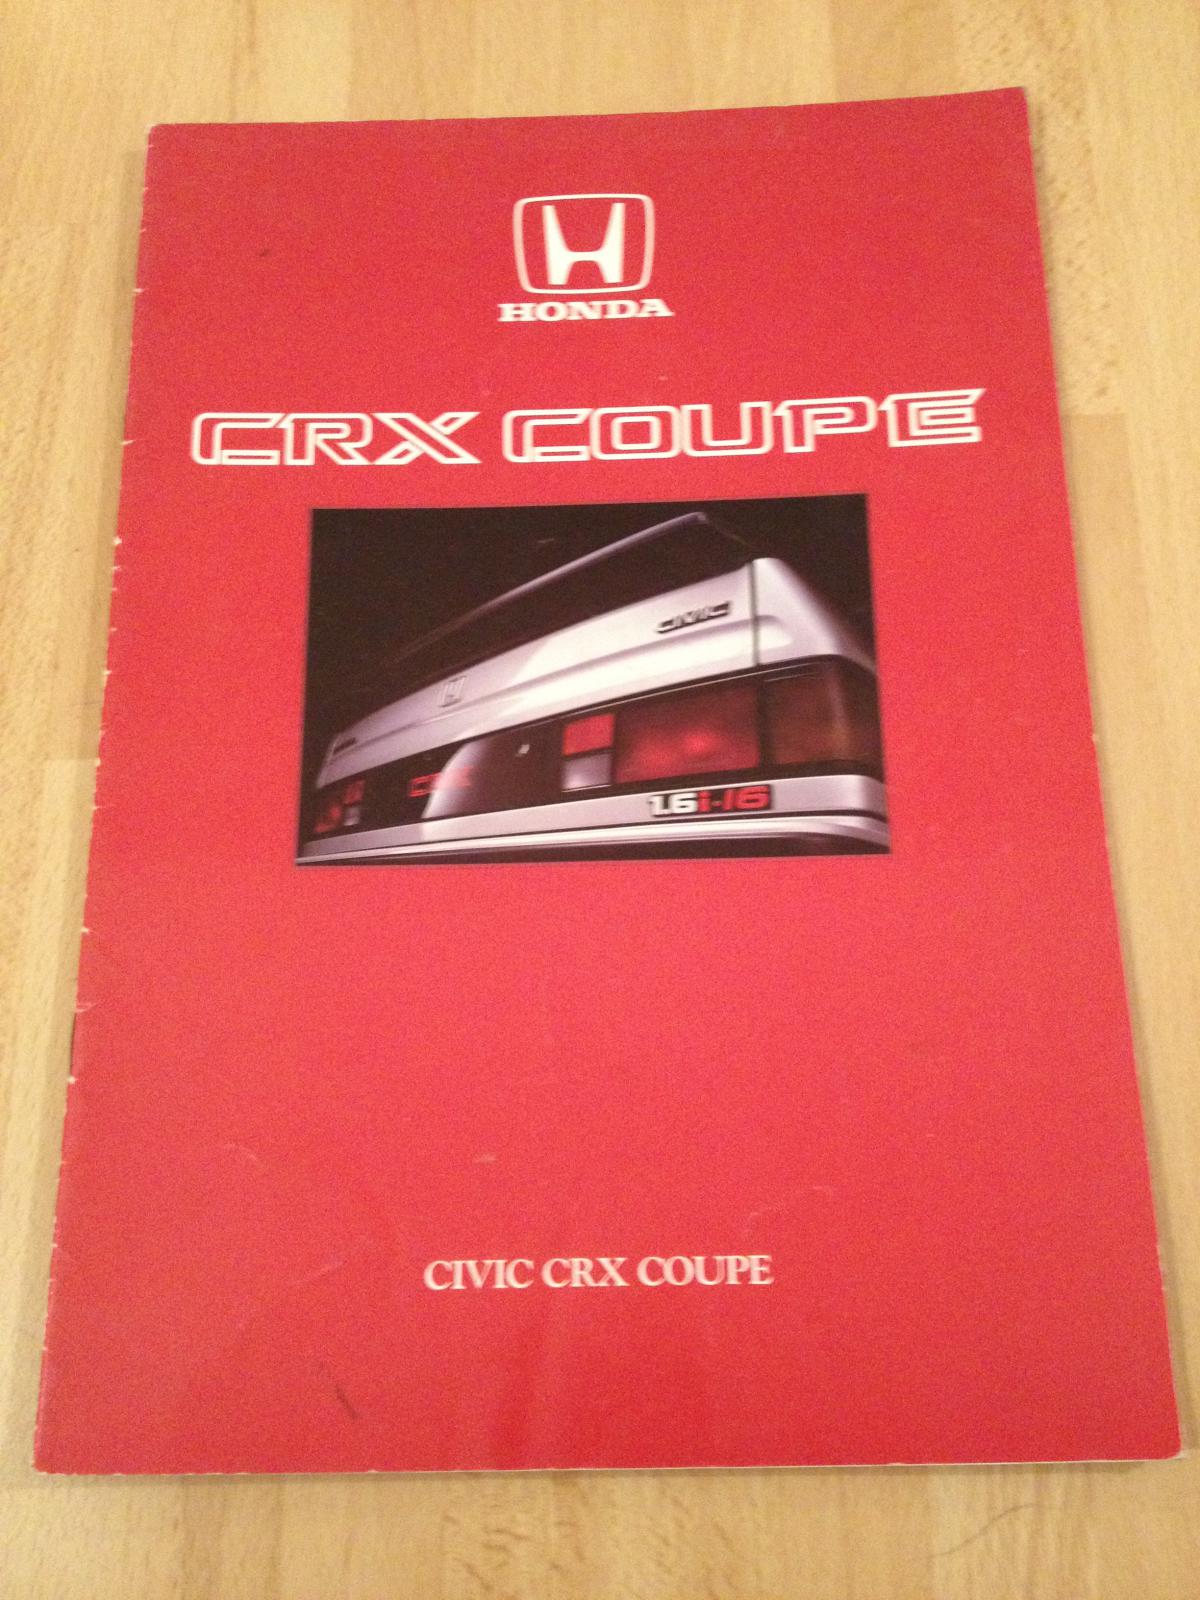 HONDA
CRX COUPE
CIVIC
CRX
1.6i-16
CIVIC CRX COUPE